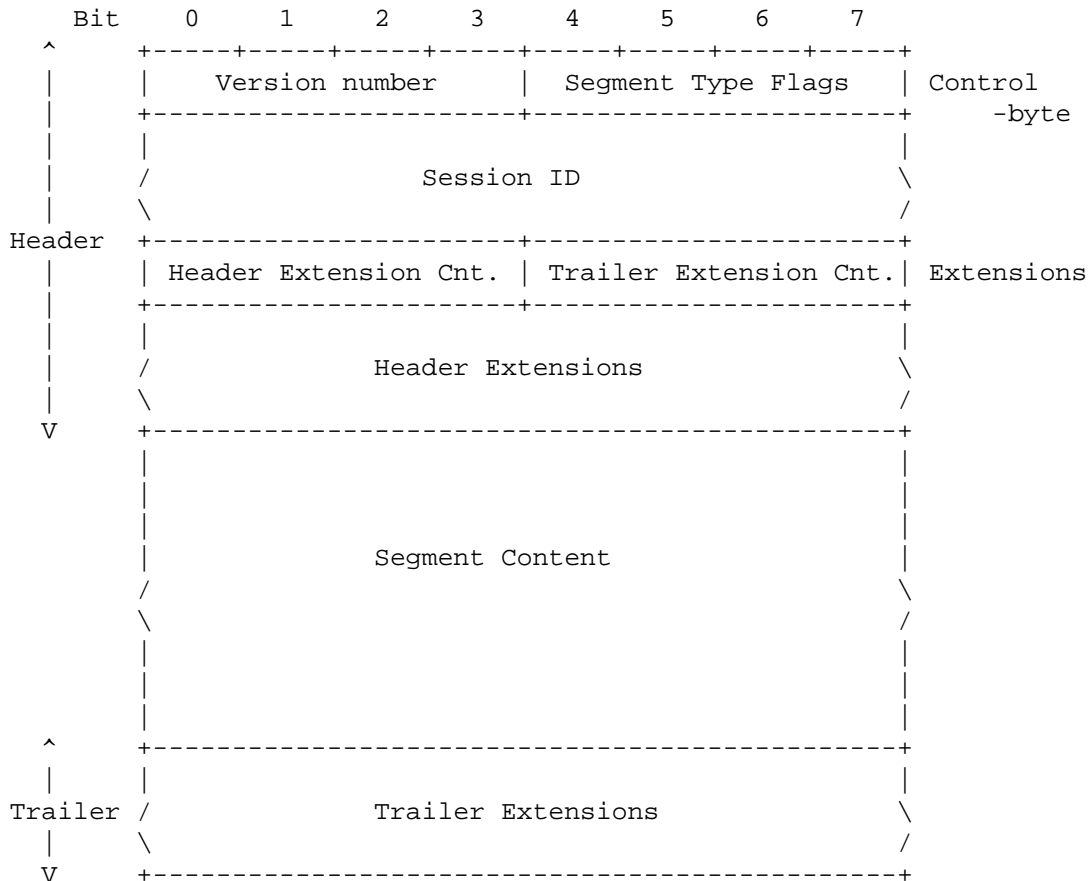 Bit 0 1 2 3 4 5 6 7
Version number Segment Type Flags Control
-byte
Session ID
Header
Header Extension Cnt. Trailer Extension Cnt. Extensions
Header Extensions
V
Segment Content
Trailer Trailer Extensions
V